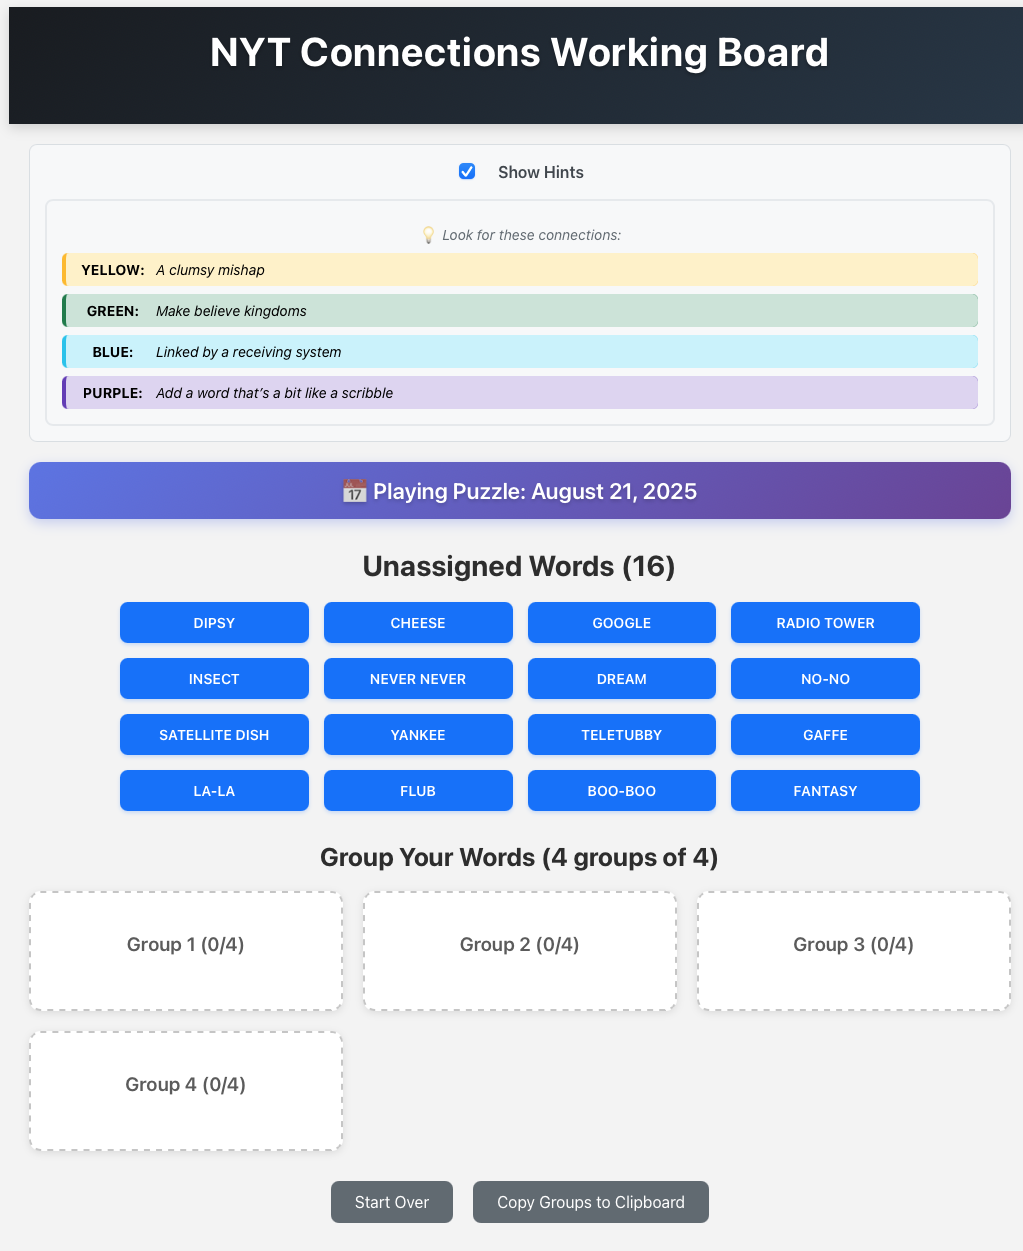 NYT Connections Working Board
Show Hints
💡 Look for these connections:
YELLOW: A clumsy mishap
GREEN: Make believe kingdoms
BLUE: Linked by a receiving system
PURPLE: Add a word that's a bit like a scribble
📅 Playing Puzzle: August 21, 2025
Unassigned Words (16)
DIPSY CHEESE GOOGLE RADIO TOWER
INSECT NEVER NEVER DREAM NO-NO
SATELLITE DISH YANKEE TELETUBBY GAFFE
LA-LA FLUB BOO-BOO FANTASY
Group Your Words (4 groups of 4)
Group 1 (0/4) Group 2 (0/4) Group 3 (0/4)
Group 4 (0/4)
Start Over Copy Groups to Clipboard